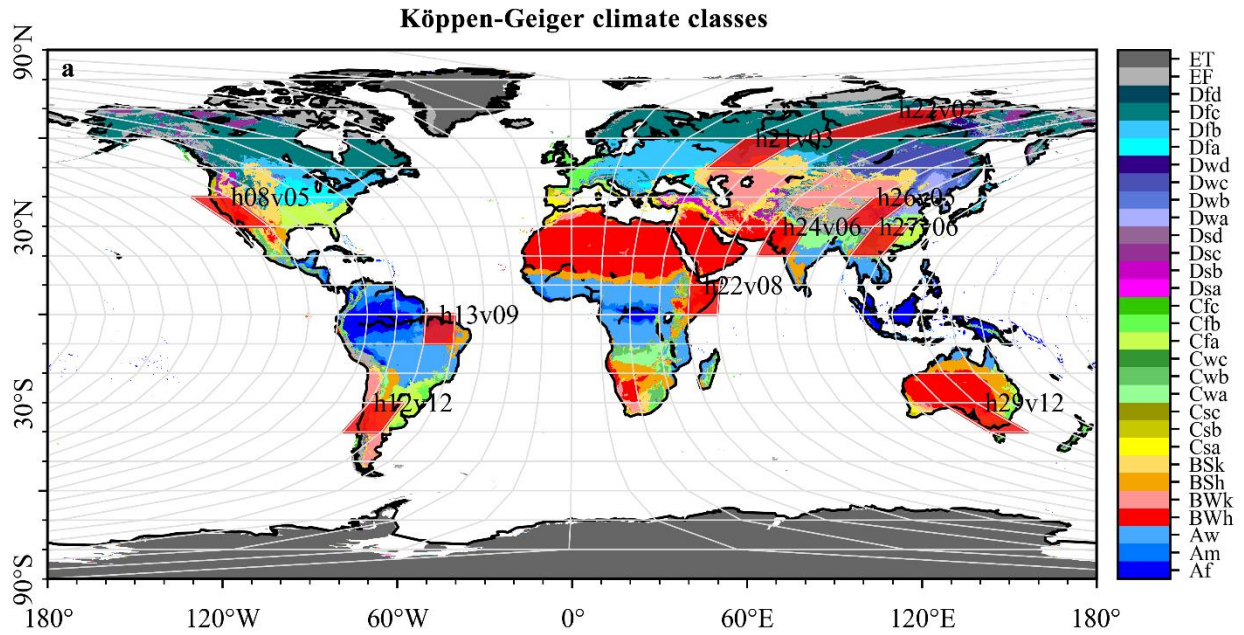 Köppen-Geiger climate classes
a
90°N
30°N
30°S
90°S
180°
120°W
60°W
0°
60°E
120°E
180°
h22v02
h21v03
h08v05
h26v05
h24v06
h27v06
h22v08
h13v09
h12v12
h29v12
ET
EF
Dfd
Dfc
Dfb
Dfa
Dwd
Dwc
Dwb
Dwa
Dsd
Dsc
Dsb
Dsa
Cfc
Cfb
Cfa
Cwc
Cwb
Cwa
Csc
Csb
Csa
BSk
BSh
BWk
BWh
Aw
Am
Af